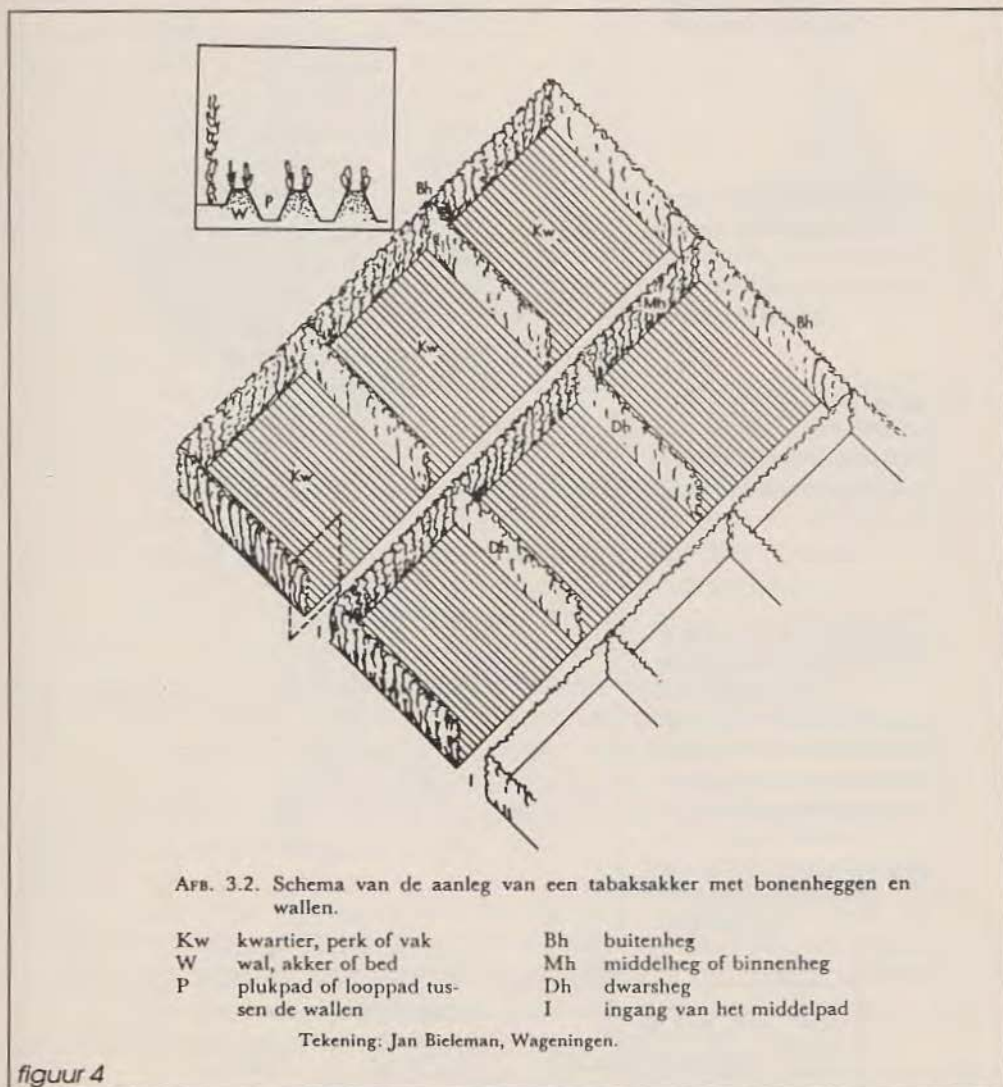 W
P
Bh
Kw
Kw
Mh
Bh
Kw
Dh
Dh
I
I
AFB. 3.2. Schema van de aanleg van een tabaksakker met bonenheggen en
wallen.
Kw kwartier, perk of vak
W wal, akker of bed
P plukpad of looppad tus-
sen de wallen
Bh buitenheg
Mh middelheg of binnenheg
Dh dwarsheg
I ingang van het middelpad
Tekening: Jan Bieleman, Wageningen.
figuur 4